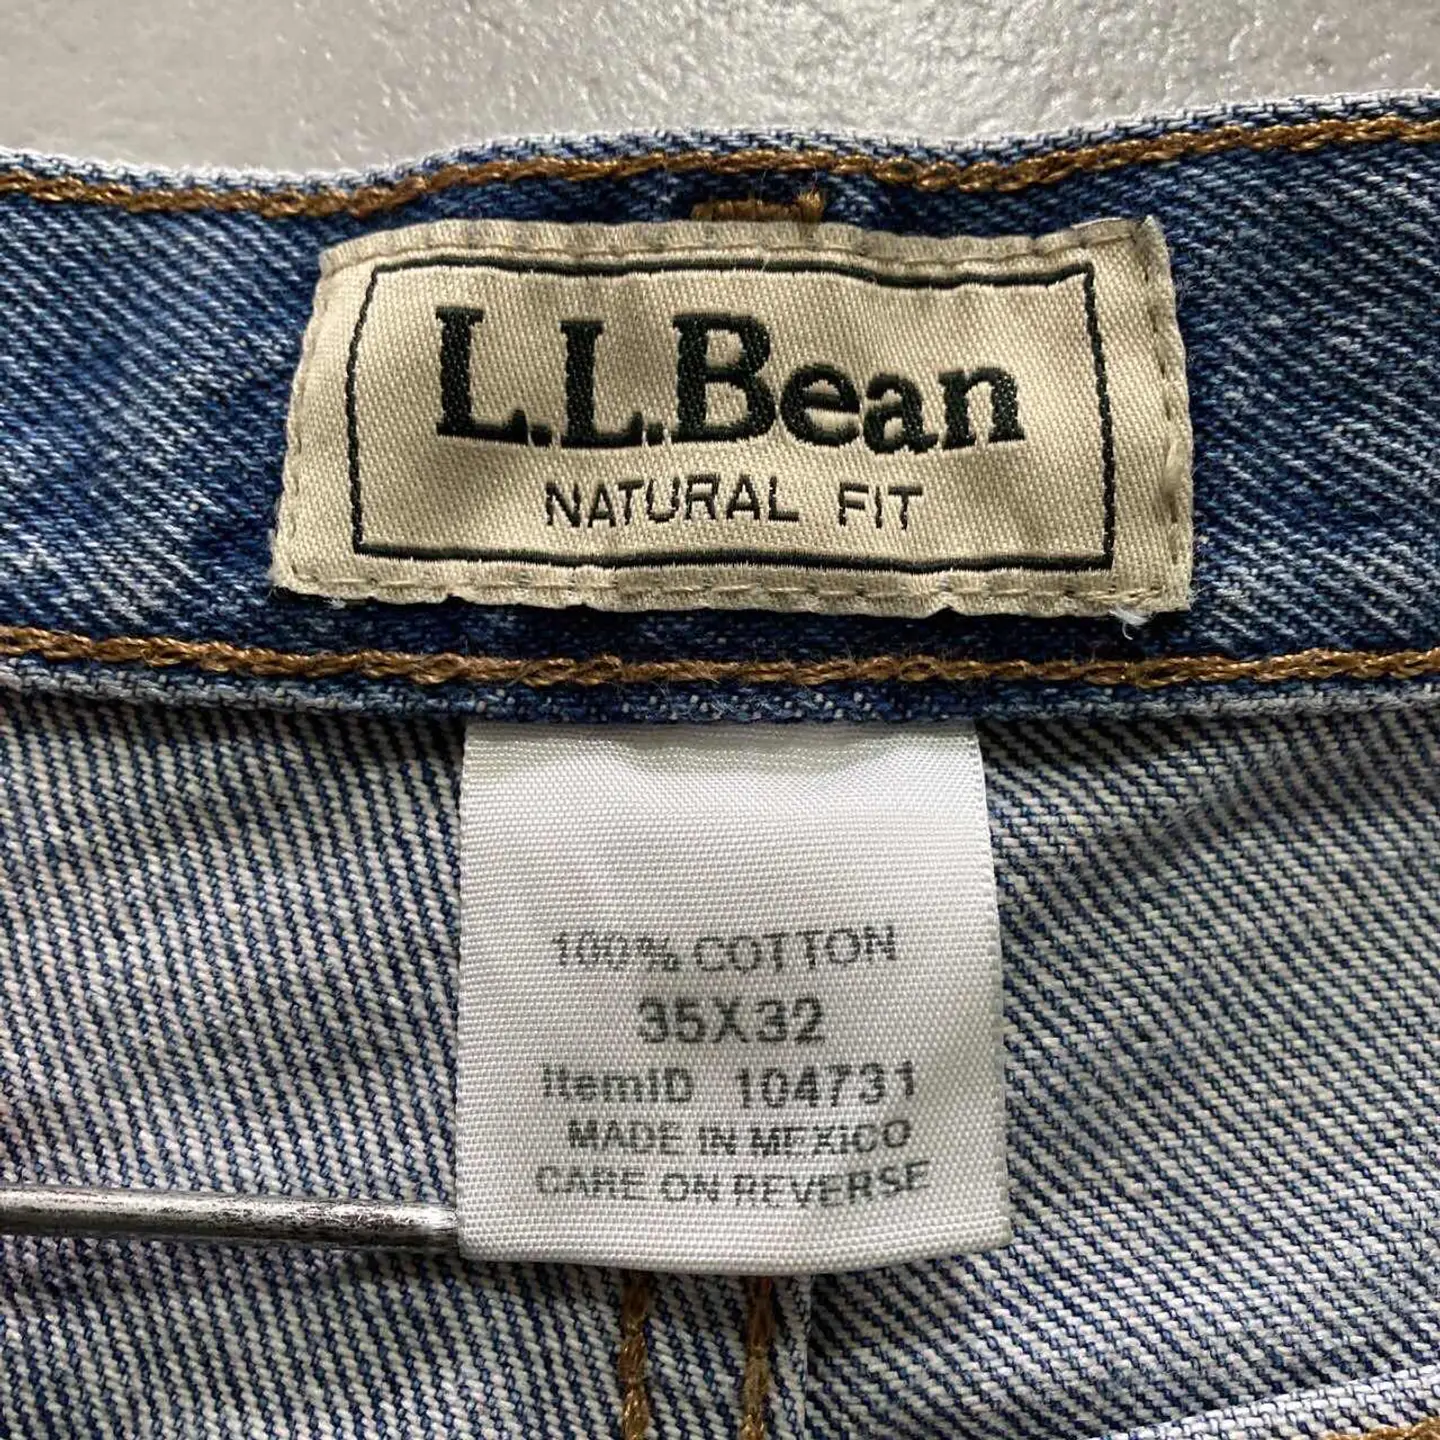 L.L.Bean
NATURAL FIT
100% COTTON
35X32
ItemID 104731
MADE IN MEXICO
CARE ON REVERSE